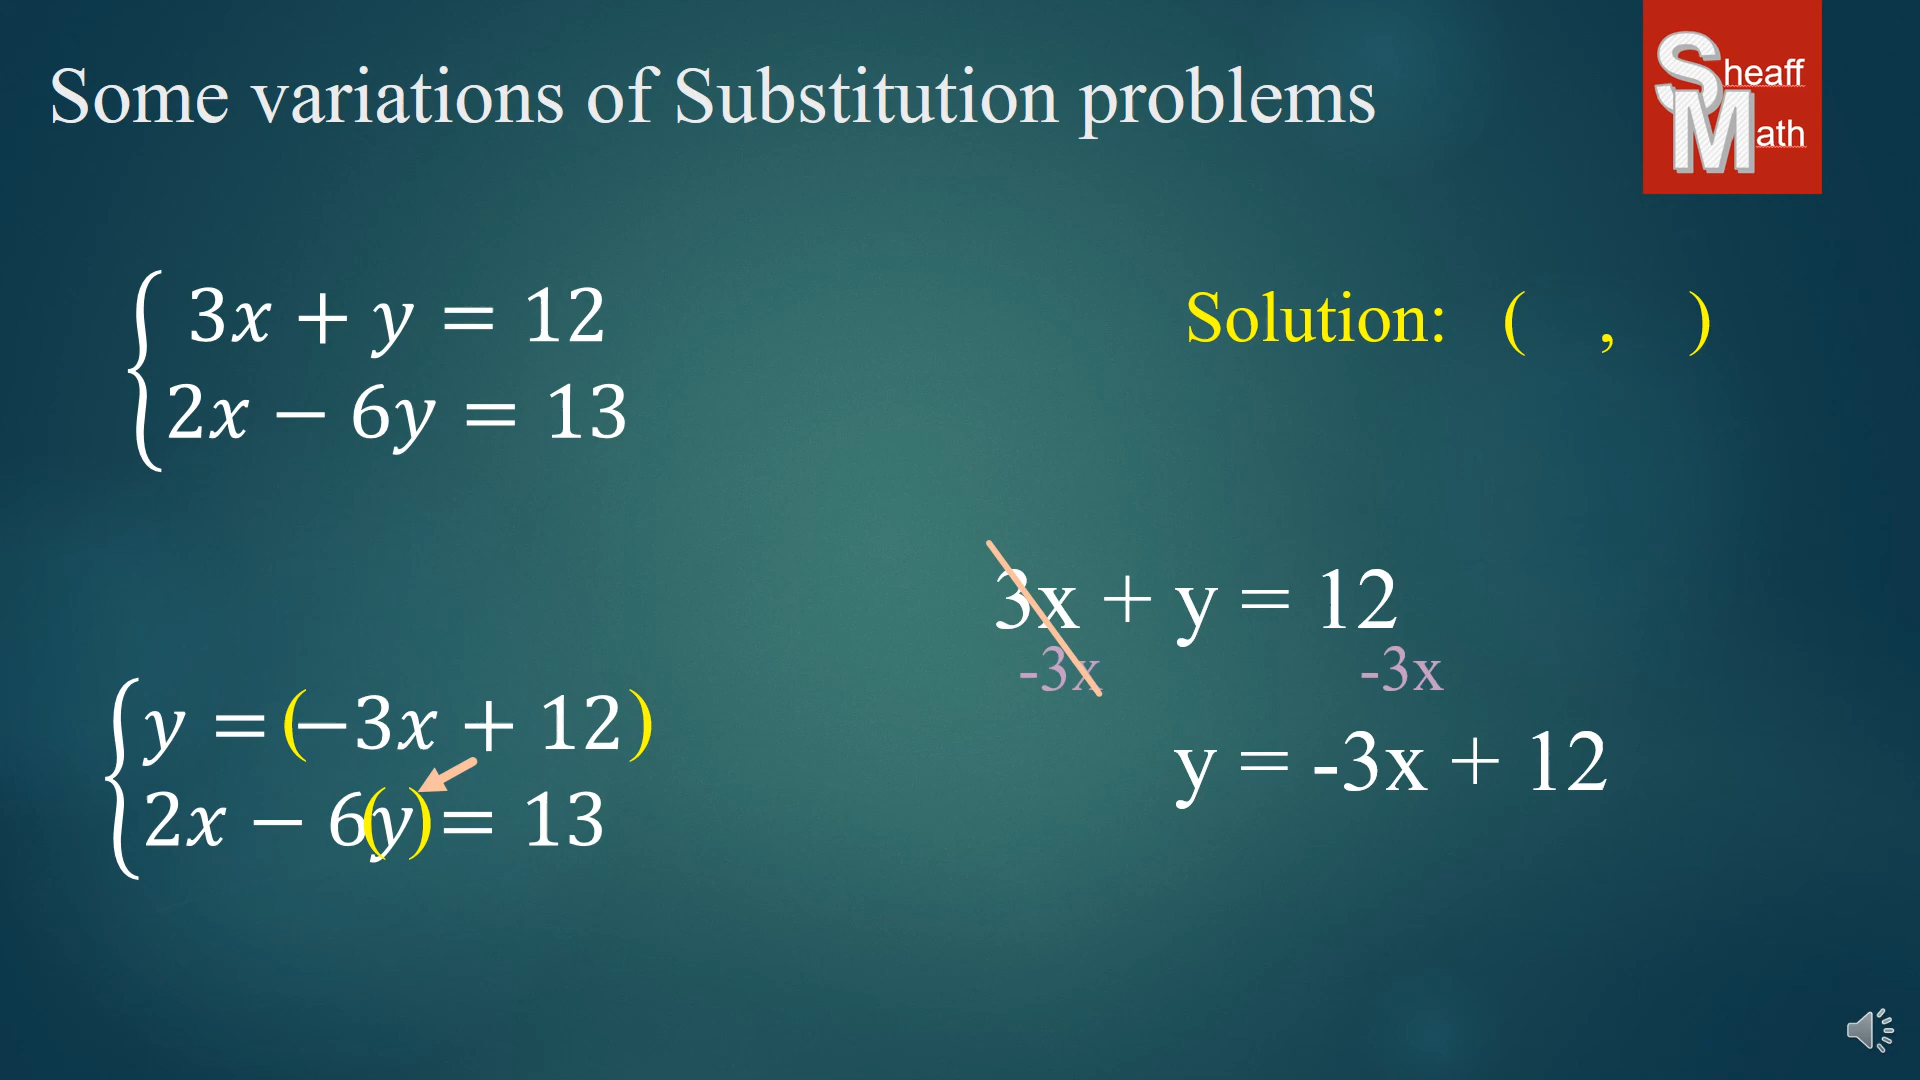 Some variations of Substitution problems
Sheaff
Math
3x + y = 12
2x − 6y = 13
Solution: ( , )
3x + y = 12
-3x -3x
y = -3x + 12
y = (−3x + 12)
2x − 6(y) = 13